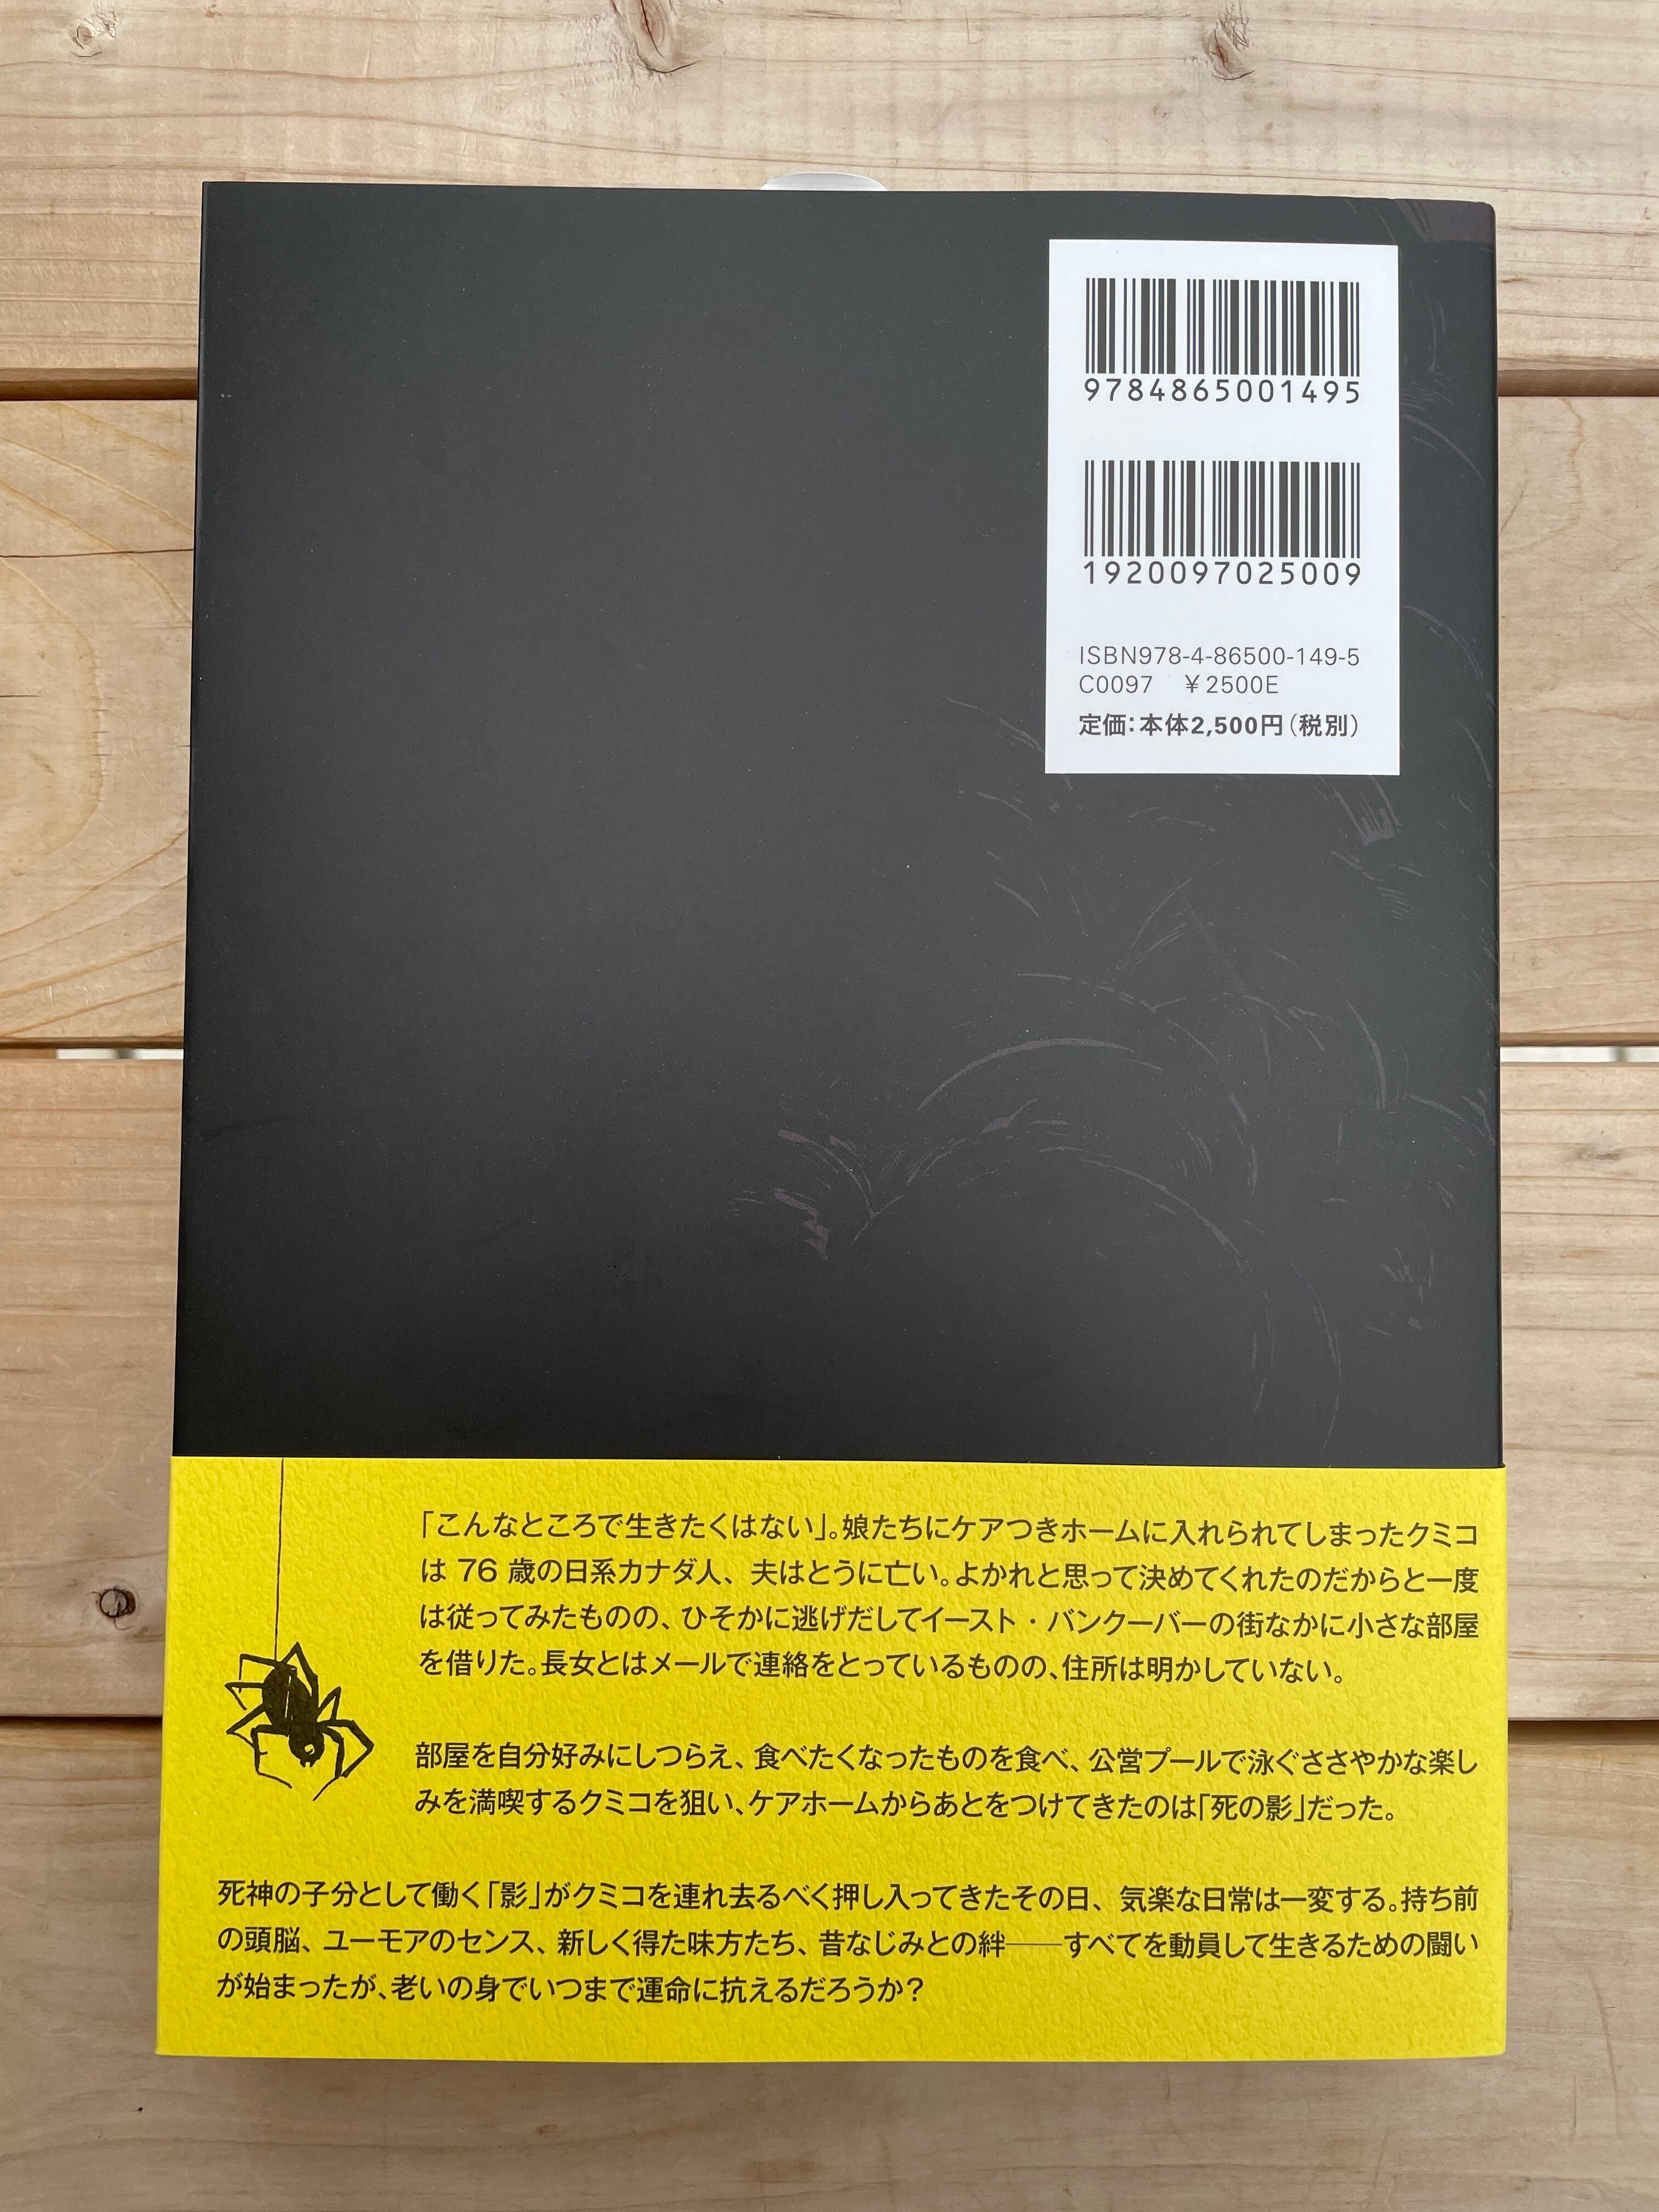 9784865001495
1920097025009
ISBN978-4-86500-149-5
C0097　¥2500E
定価：本体2,500円（税別）
「こんなところで生きたくはない」。娘たちにケアつきホームに入れられてしまったクミコ
は 76 歳の日系カナダ人、夫はとうに亡い。よかれと思って決めてくれたのだからと一度
は従ってみたものの、ひそかに逃げだしてイースト・バンクーバーの街なかに小さな部屋
を借りた。長女とはメールで連絡をとっているものの、住所は明かしていない。
部屋を自分好みにしつらえ、食べたくなったものを食べ、公営プールで泳ぐささやかな楽し
みを満喫するクミコを狙い、ケアホームからあとをつけてきたのは「死の影」だった。
死神の子分として働く「影」がクミコを連れ去るべく押し入ってきたその日、気楽な日常は一変する。持ち前
の頭脳、ユーモアのセンス、新しく得た味方たち、昔なじみとの絆――すべてを動員して生きるための闘い
が始まったが、老いの身でいつまで運命に抗えるだろうか？